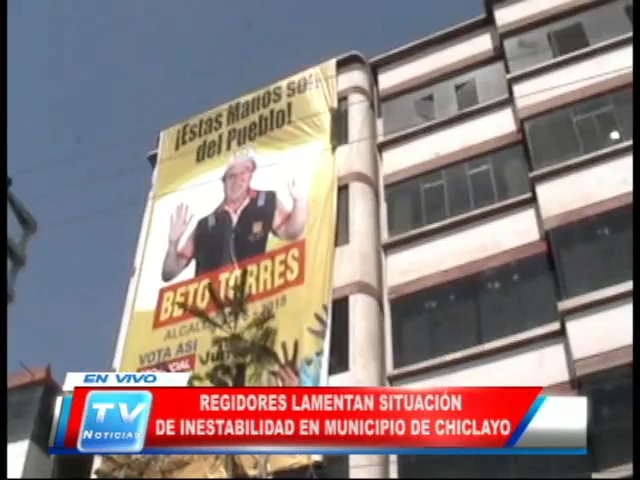 ¡Estas Manos son
del Pueblo!
BETO TORRES
VOTA ASI
EN VIVO
TV
NOTICIAS
REGIDORES LAMENTAN SITUACIÓN
DE INESTABILIDAD EN MUNICIPIO DE CHICLAYO